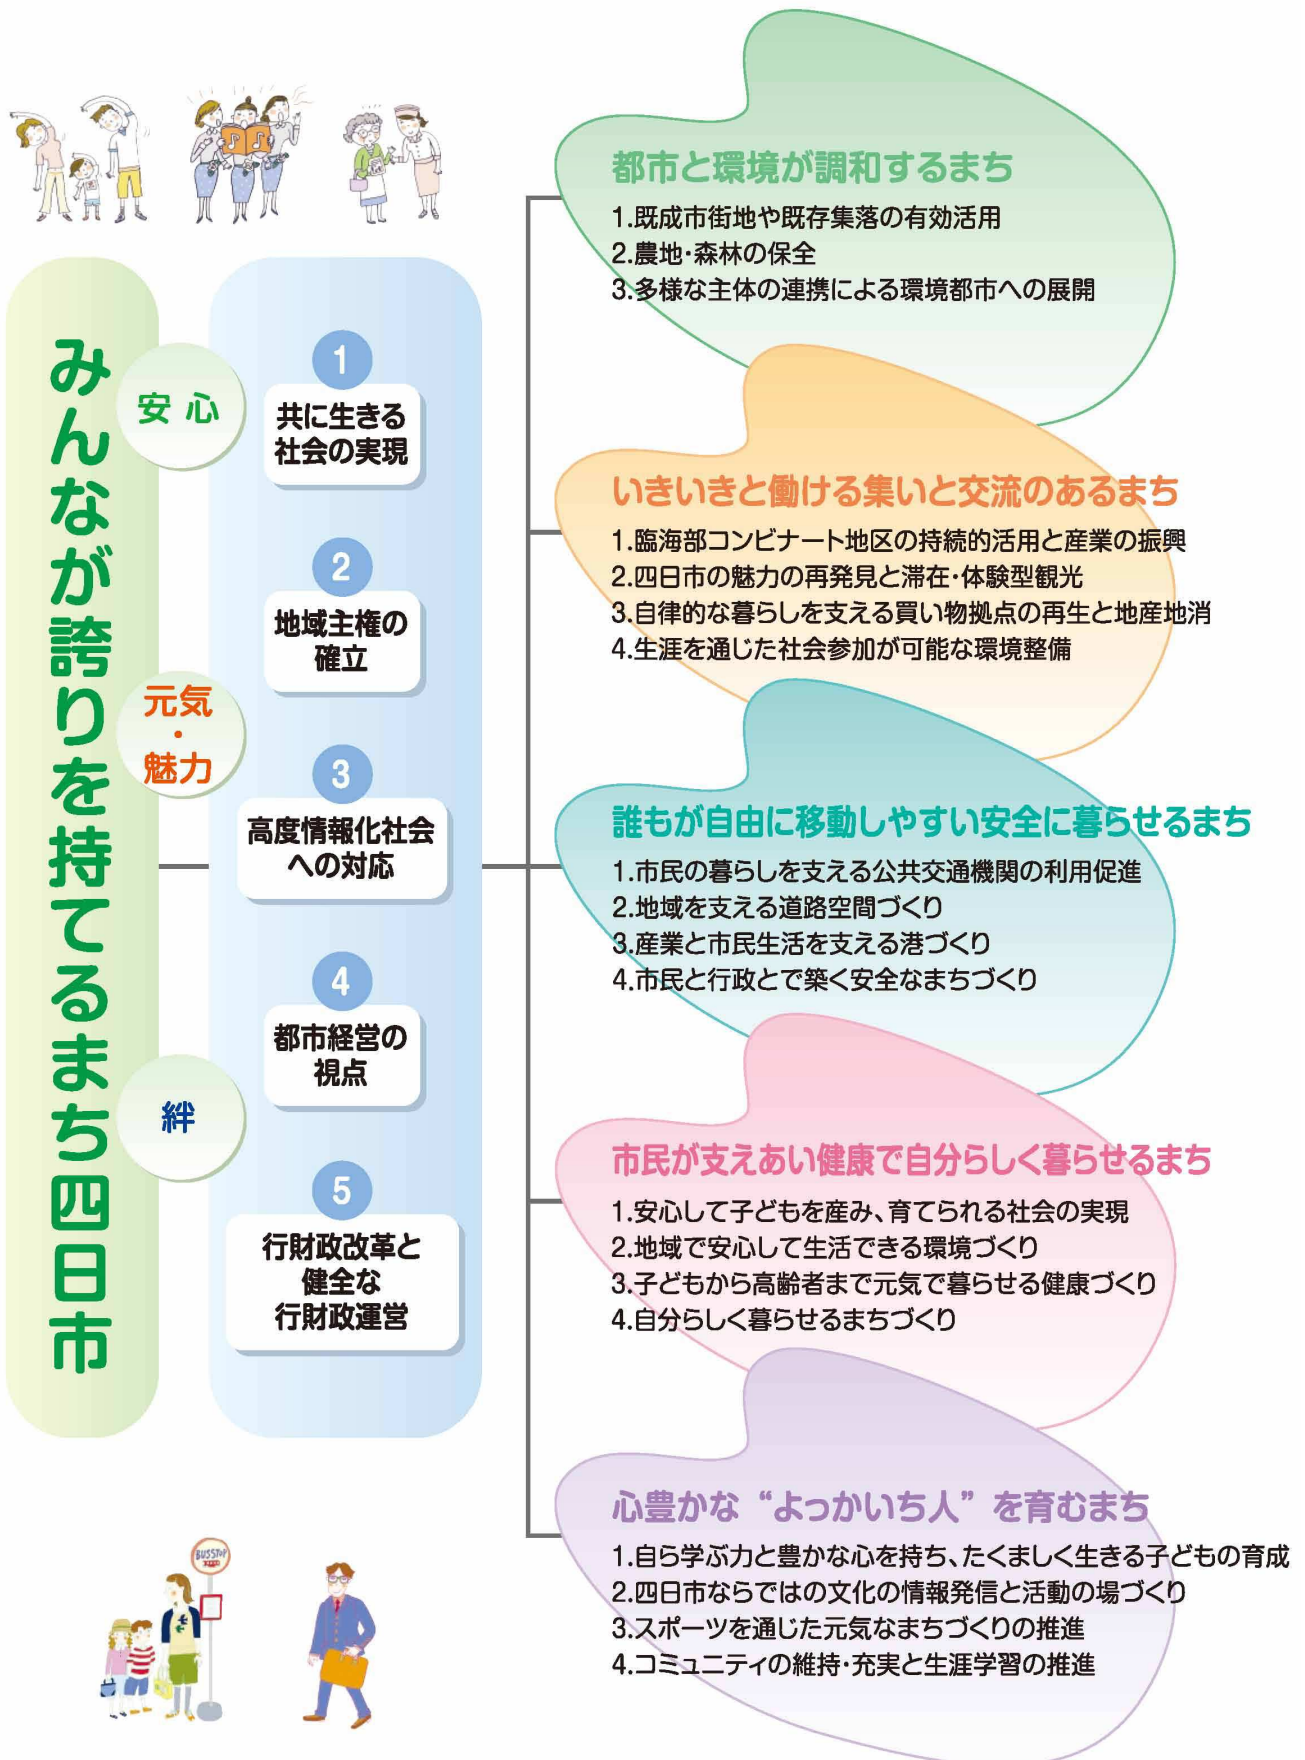 みんなが誇りを持てるまち四日市
安心
元気
・
魅力
絆
1
共に生きる
社会の実現
2
地域主権の
確立
3
高度情報化社会
への対応
4
都市経営の
視点
5
行財政改革と
健全な
行財政運営
都市と環境が調和するまち
1.既成市街地や既存集落の有効活用
2.農地・森林の保全
3.多様な主体の連携による環境都市への展開
いきいきと働ける集いと交流のあるまち
1.臨海部コンビナート地区の持続的活用と産業の振興
2.四日市の魅力の再発見と滞在・体験型観光
3.自律的な暮らしを支える買い物拠点の再生と地産地消
4.生涯を通じた社会参加が可能な環境整備
誰もが自由に移動しやすい安全に暮らせるまち
1.市民の暮らしを支える公共交通機関の利用促進
2.地域を支える道路空間づくり
3.産業と市民生活を支える港づくり
4.市民と行政とで築く安全なまちづくり
市民が支えあい健康で自分らしく暮らせるまち
1.安心して子どもを産み、育てられる社会の実現
2.地域で安心して生活できる環境づくり
3.子どもから高齢者まで元気で暮らせる健康づくり
4.自分らしく暮らせるまちづくり
心豊かな“よっかいち人”を育むまち
1.自ら学ぶ力と豊かな心を持ち、たくましく生きる子どもの育成
2.四日市ならではの文化の情報発信と活動の場づくり
3.スポーツを通じた元気なまちづくりの推進
4.コミュニティの維持・充実と生涯学習の推進
BUSSTOP